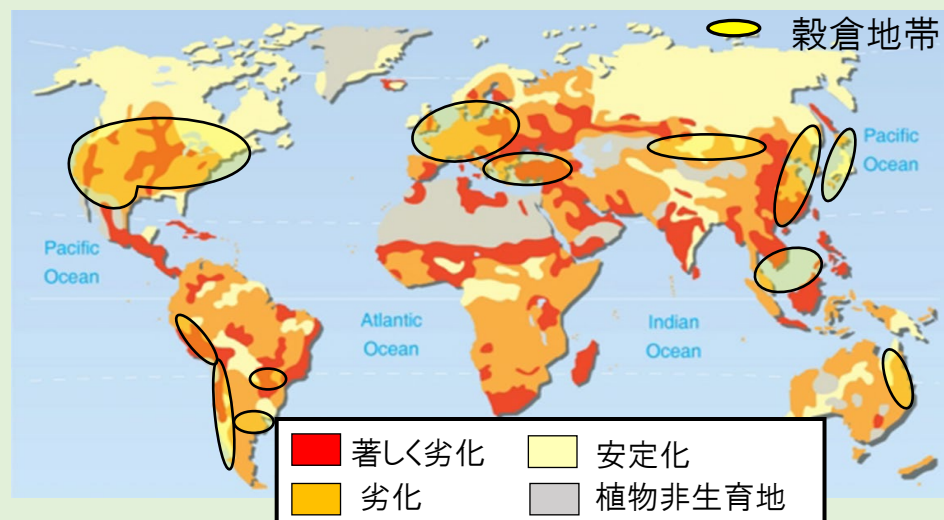 穀倉地帯
Pacific
Ocean
Pacific
Ocean
Atlantic
Ocean
Indian
Ocean
著しく劣化
安定化
劣化
植物非生育地